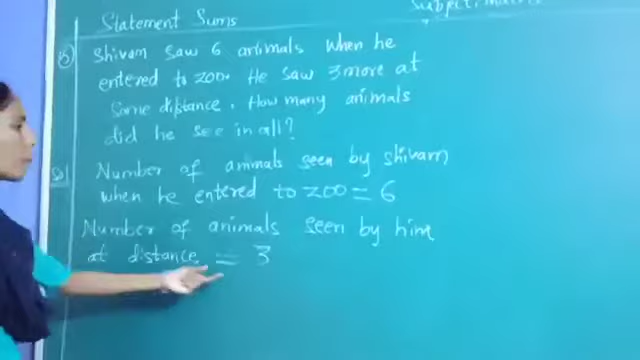 Statement Sums
Subject: Maths
Shivam saw 6 animals when he
entered to zoo. He saw 3 more at
Some distance. How many animals
did he see in all?
Number of animals seen by shivam
when he entered to zoo = 6
Number of animals seen by him
at distance = 3